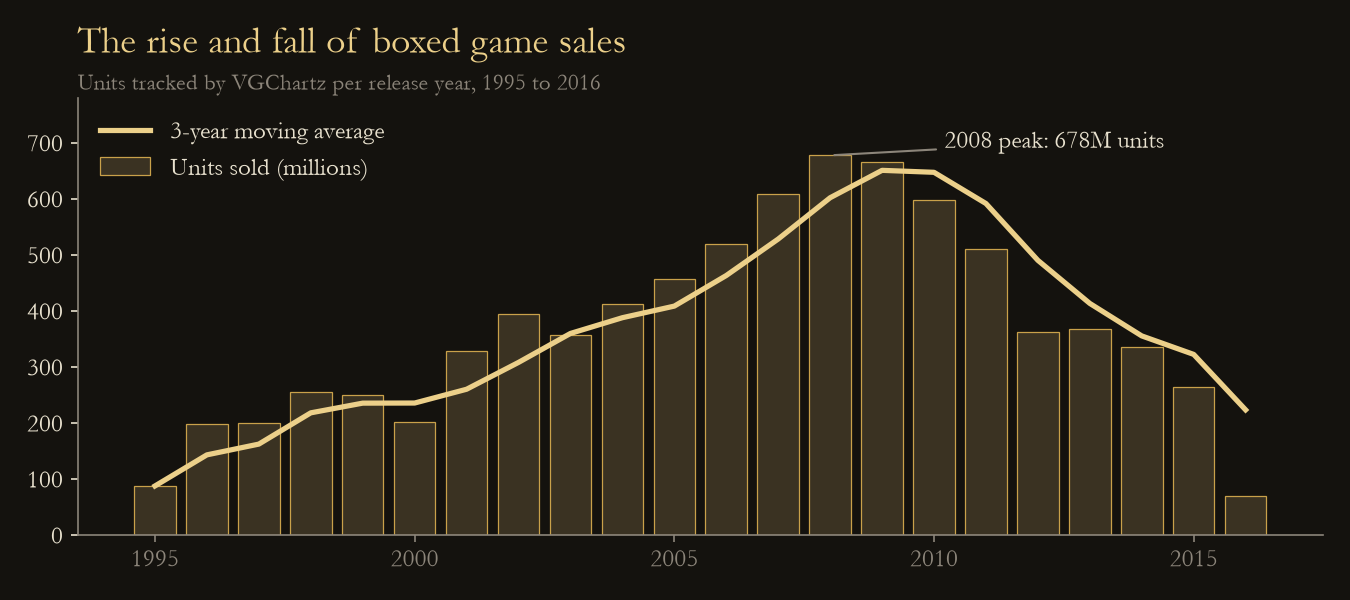 The rise and fall of boxed game sales
Units tracked by VGChartz per release year, 1995 to 2016
3-year moving average
Units sold (millions)
2008 peak: 678M units
700
600
500
400
300
200
100
0
1995 2000 2005 2010 2015